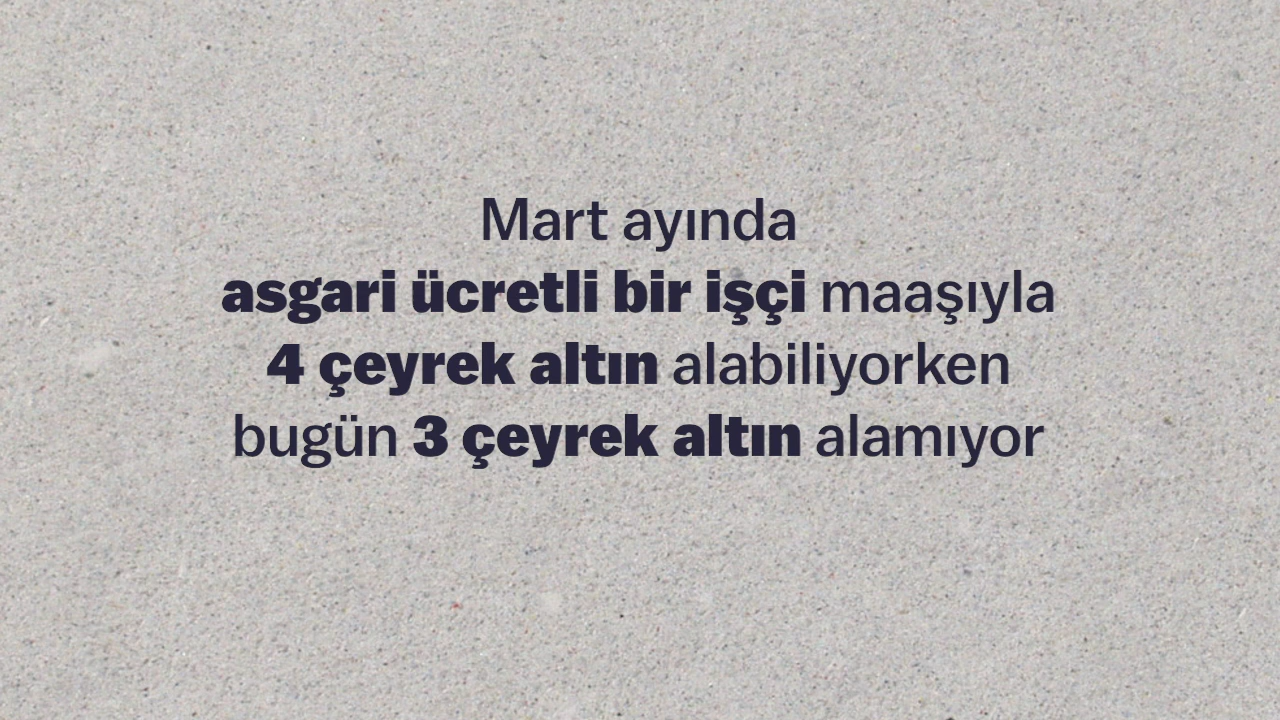 Mart ayında
asgari ücretli bir işçi maaşıyla
4 çeyrek altın alabiliyorken
bugün 3 çeyrek altın alamıyor